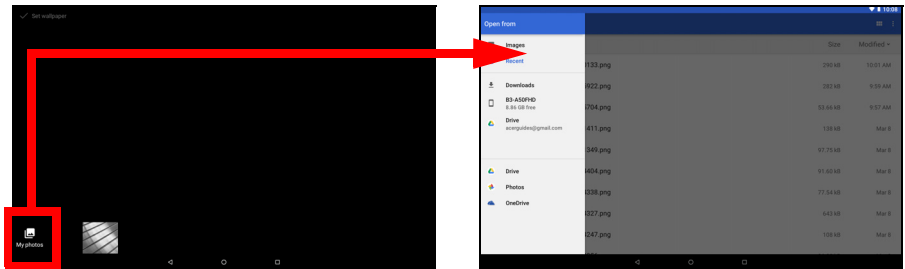 Set wallpaper
My photos
10:08
Open from
Images
Recent
Downloads
B3-A50FHD
8.86 GB free
Drive
acerguides@gmail.com
Drive
Photos
OneDrive
Size Modified
133.png 290 kB 10:01 AM
922.png 282 kB 9:59 AM
704.png 53.66 kB 9:57 AM
411.png 138 kB Mar 8
349.png 97.75 kB Mar 8
404.png 91.60 kB Mar 8
338.png 77.54 kB Mar 8
327.png 643 kB Mar 8
247.png 108 kB Mar 8